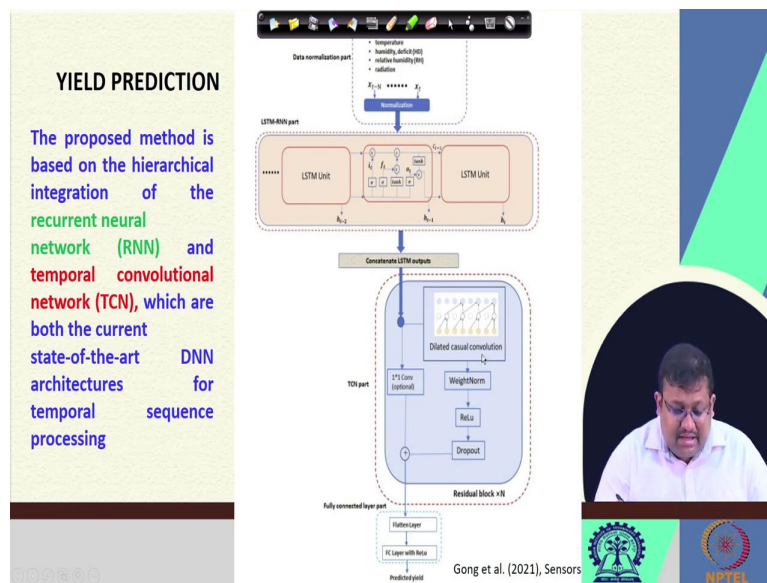 YIELD PREDICTION
The proposed method is
based on the hierarchical
integration of the
recurrent neural
network (RNN) and
temporal convolutional
network (TCN), which are
both the current
state-of-the-art DNN
architectures for
temporal sequence
processing
• temperature
• humidity, deficit (HD)
• relative humidity (RH)
• radiation
Data normalization part
Normalization
LSTM-RNN part
LSTM Unit
LSTM Unit
tanh
tanh
Concatenate LSTM outputs
Dilated casual convolution
TCN part
1*1 Conv
(optional)
WeightNorm
ReLu
Dropout
+
Residual block ×N
Fully connected layer part
Flatten Layer
FC Layer with ReLu
Predicted yield
Gong et al. (2021), Sensors
NPTEL